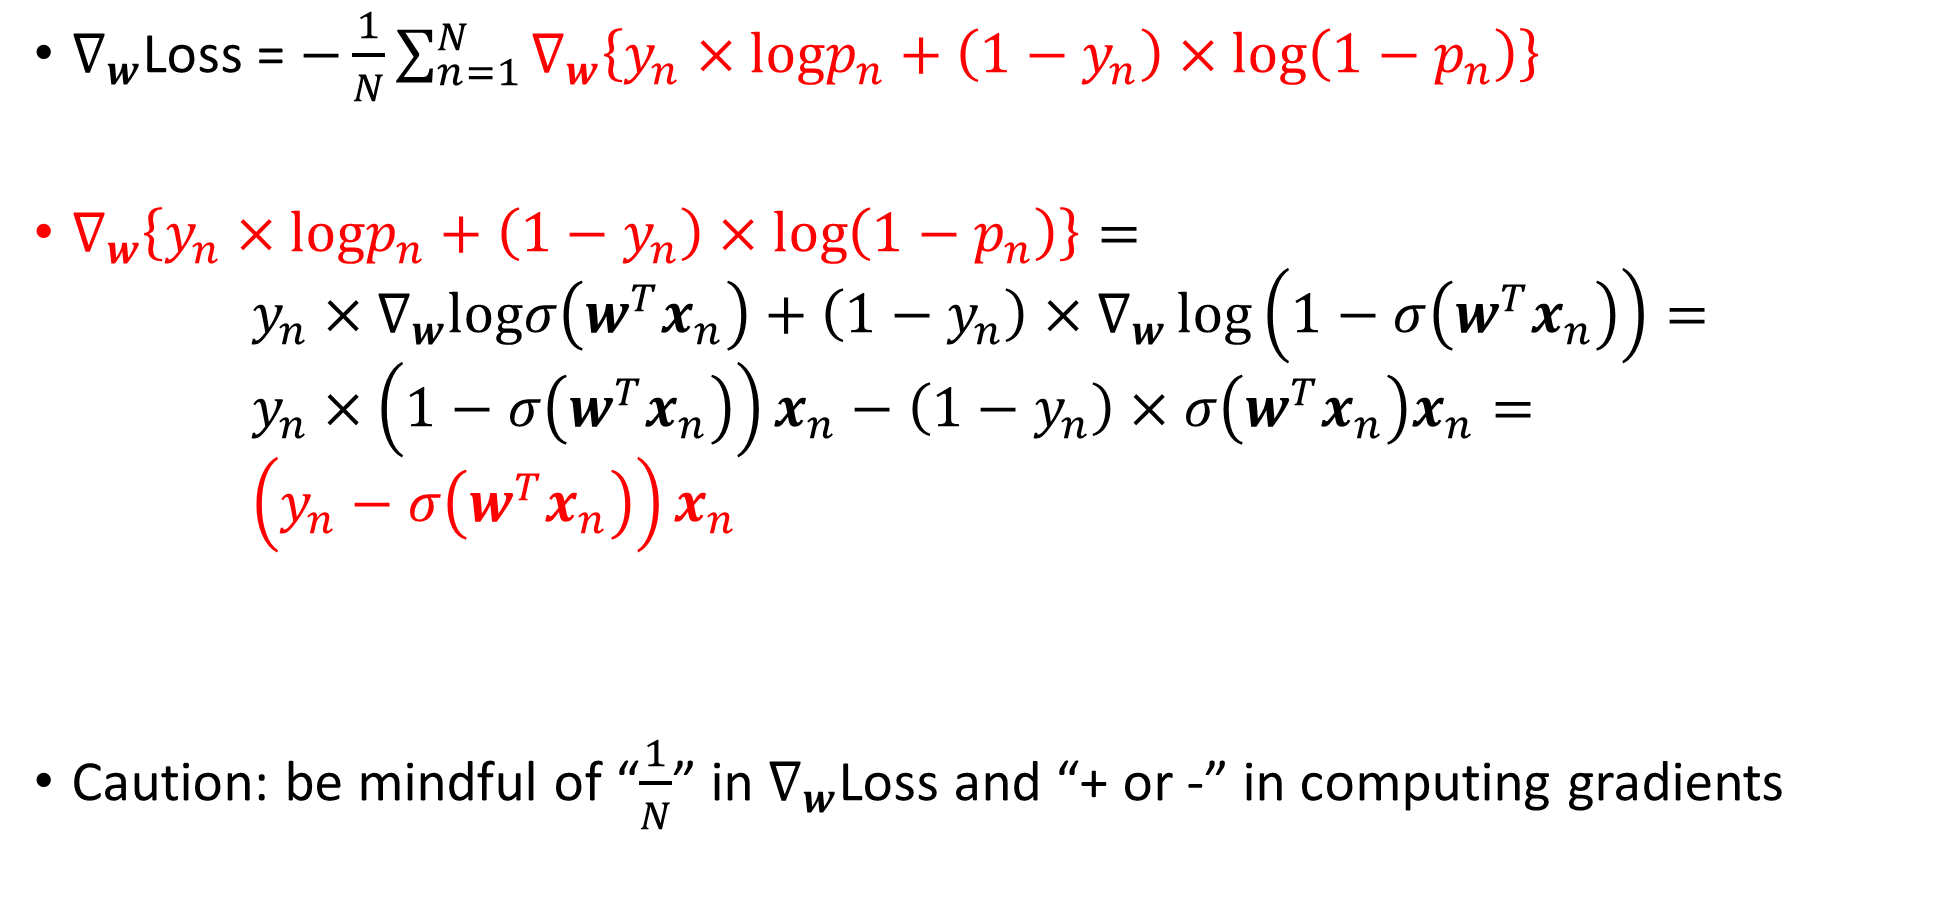 • ∇𝒘Loss = −1/N ∑ₙ₌₁ᴺ ∇𝒘{yₙ × logpₙ + (1 − yₙ) × log(1 − pₙ)}
• ∇𝒘{yₙ × logpₙ + (1 − yₙ) × log(1 − pₙ)} =
yₙ × ∇𝒘logσ(𝒘ᵀ𝒙ₙ) + (1 − yₙ) × ∇𝒘 log(1 − σ(𝒘ᵀ𝒙ₙ)) =
yₙ × (1 − σ(𝒘ᵀ𝒙ₙ)) 𝒙ₙ − (1 − yₙ) × σ(𝒘ᵀ𝒙ₙ)𝒙ₙ =
(yₙ − σ(𝒘ᵀ𝒙ₙ)) 𝒙ₙ
• Caution: be mindful of “1/N” in ∇𝒘Loss and “+ or -” in computing gradients